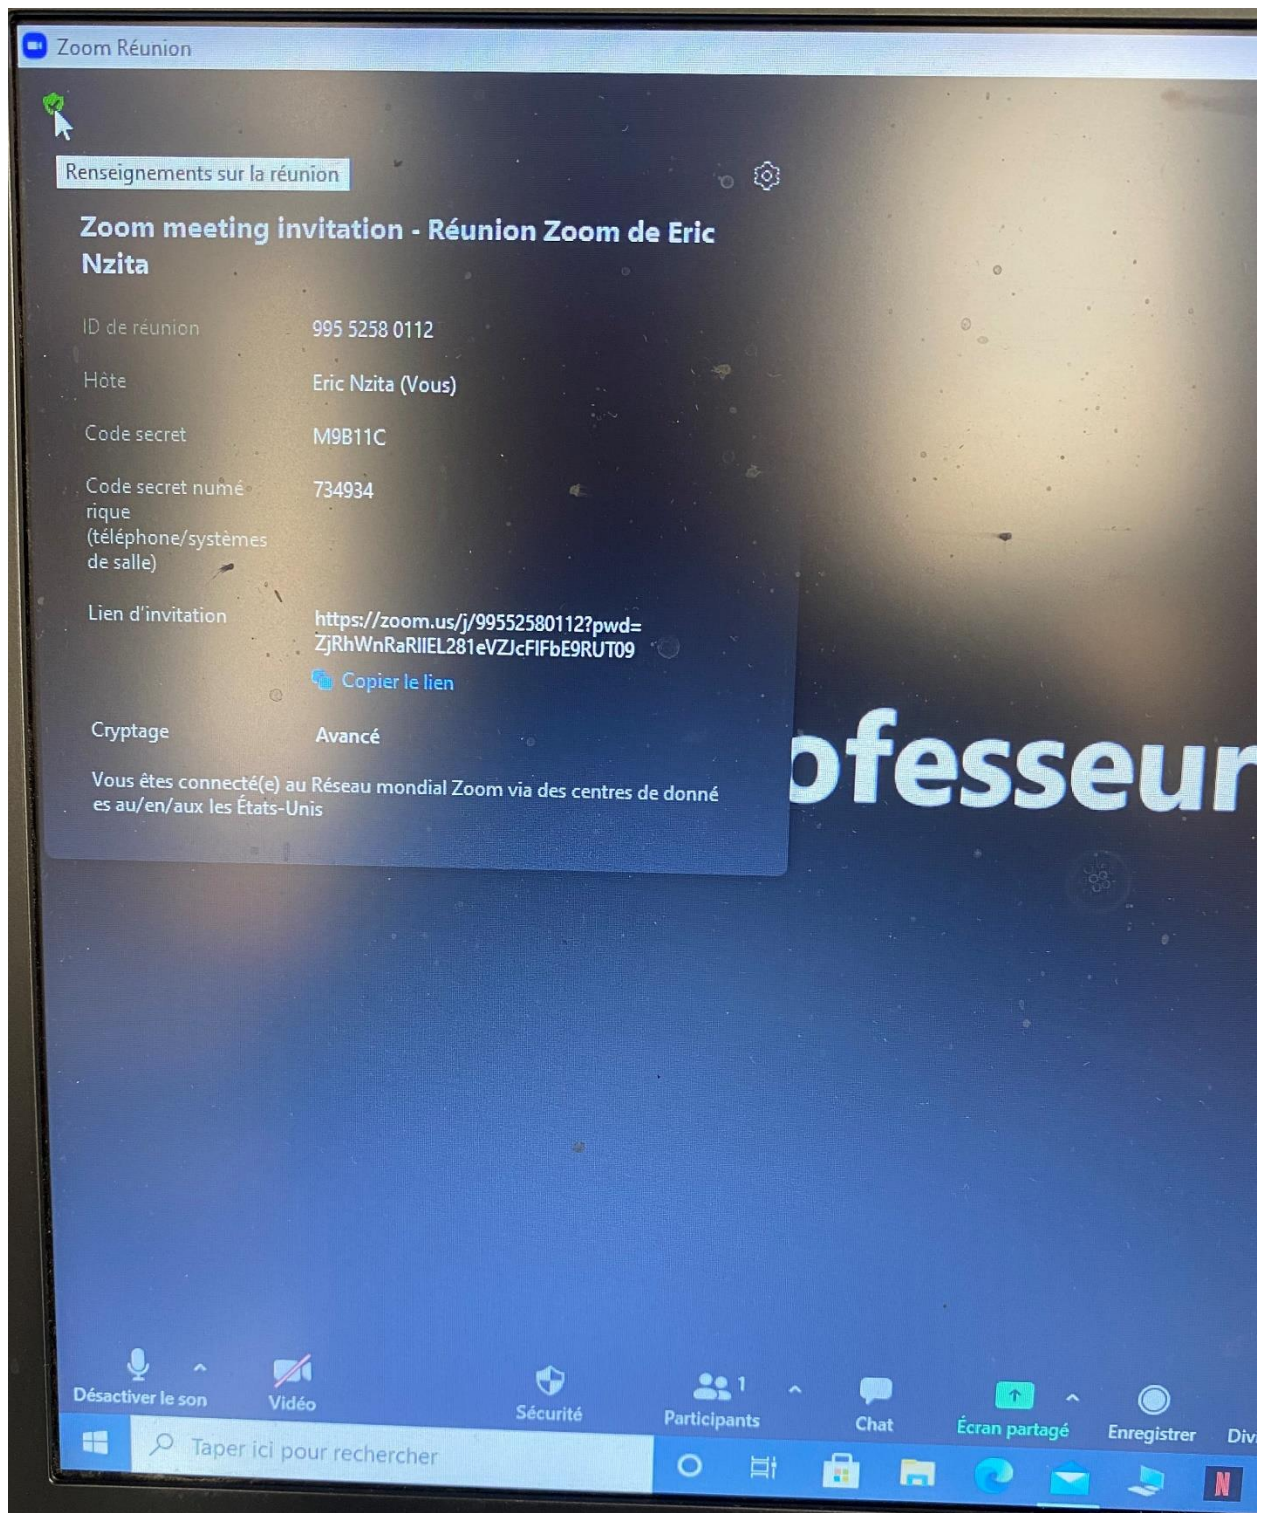 Zoom Réunion
Renseignements sur la réunion
Zoom meeting invitation - Réunion Zoom de Eric
Nzita
ID de réunion 995 5258 0112
Hôte Eric Nzita (Vous)
Code secret M9B11C
Code secret numé 734934
rique
(téléphone/systèmes
de salle)
Lien d'invitation https://zoom.us/j/99552580112?pwd=
ZjRhWnRaRllEL281eVZJcFlFbE9RUT09
Copier le lien
Cryptage Avancé
ofesseur
Vous êtes connecté(e) au Réseau mondial Zoom via des centres de donné
es au/en/aux les États-Unis
Désactiver le son Vidéo Sécurité Participants 1 Chat Écran partagé Enregistrer Div
Taper ici pour rechercher
N